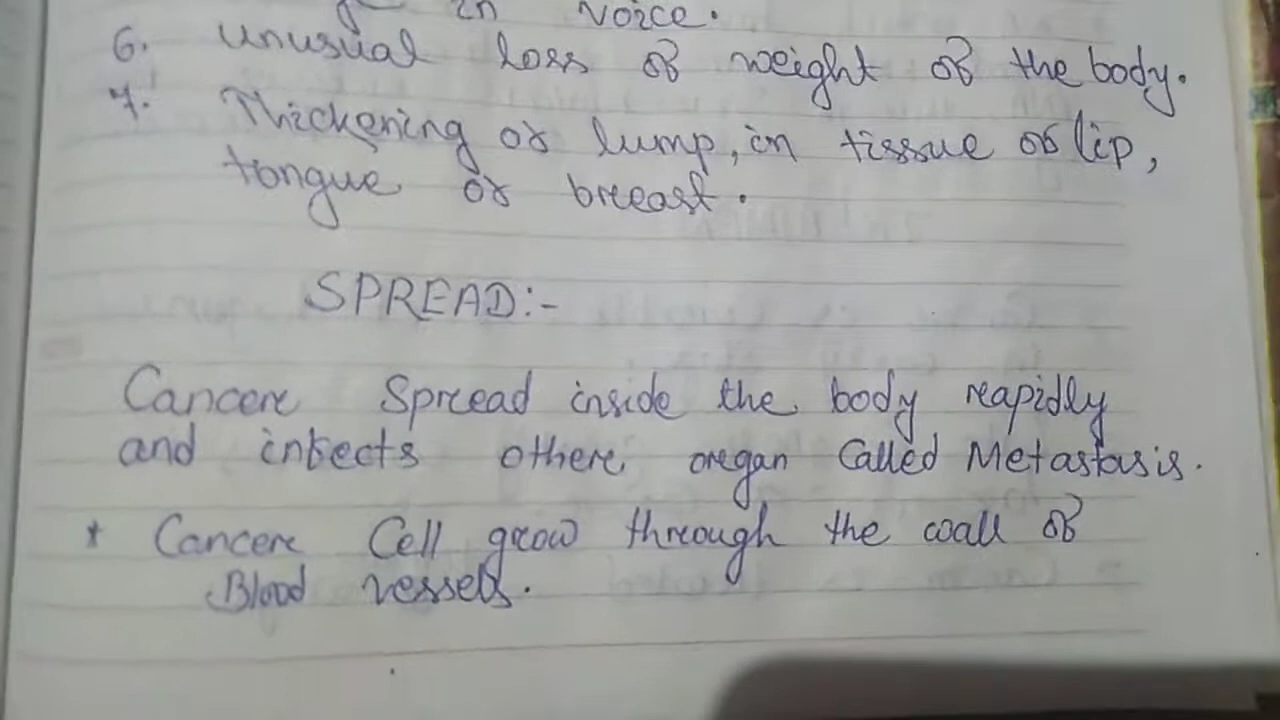 in voice.
6. unusual loss of weight of the body.
7. Thickening or lump, in tissue of lip,
tongue or breast.
SPREAD:-
Cancer Spread inside the body rapidly
and infects other organ Called Metastasis.
* Cancer Cell grow through the wall of
Blood vessels.